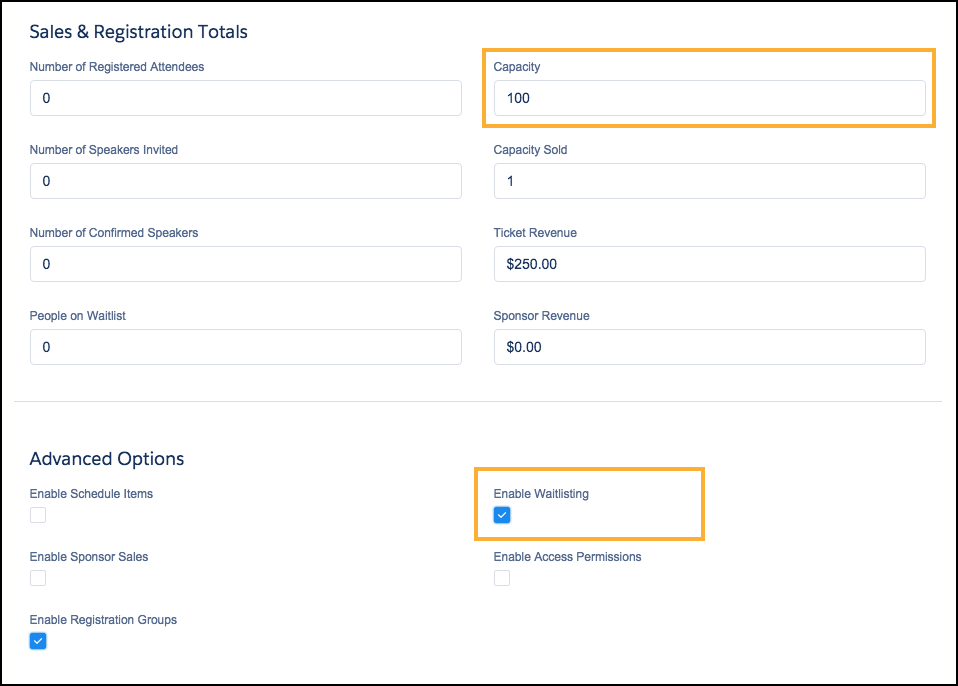 Sales & Registration Totals
Number of Registered Attendees
0
Capacity
100
Number of Speakers Invited
0
Capacity Sold
1
Number of Confirmed Speakers
0
Ticket Revenue
$250.00
People on Waitlist
0
Sponsor Revenue
$0.00
Advanced Options
Enable Schedule Items
Enable Waitlisting
Enable Sponsor Sales
Enable Access Permissions
Enable Registration Groups